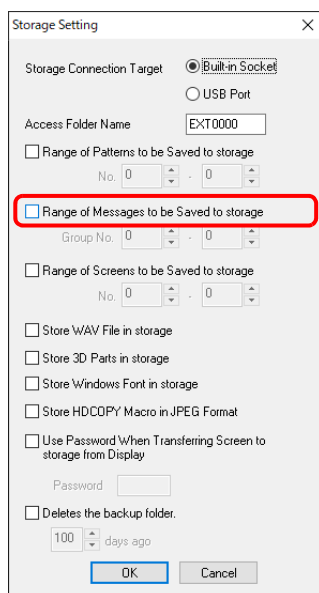 Storage Setting
Storage Connection Target
Built-in Socket
USB Port
Access Folder Name
EXT0000
Range of Patterns to be Saved to storage
No. 0 - 0
Range of Messages to be Saved to storage
Group No. 0 - 0
Range of Screens to be Saved to storage
No. 0 - 0
Store WAV File in storage
Store 3D Parts in storage
Store Windows Font in storage
Store HDCOPY Macro in JPEG Format
Use Password When Transferring Screen to
storage from Display
Password
Deletes the backup folder.
100 days ago
OK
Cancel